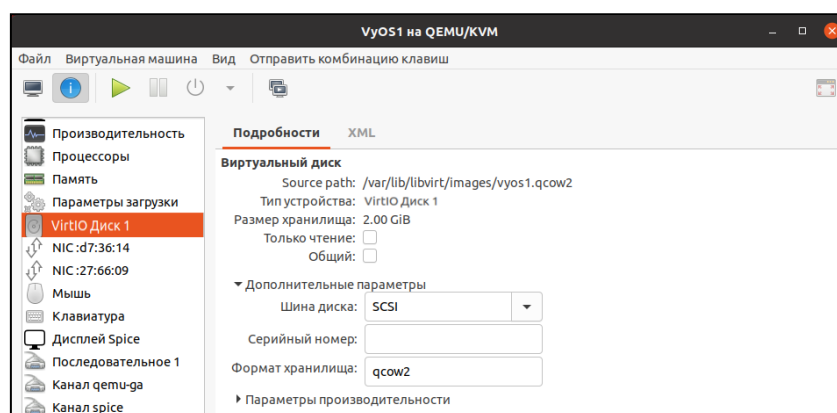 VyOS1 на QEMU/KVM
Файл Виртуальная машина Вид Отправить комбинацию клавиш
Производительность
Процессоры
Память
Параметры загрузки
VirtIO Диск 1
NIC :d7:36:14
NIC :27:66:09
Мышь
Клавиатура
Дисплей Spice
Последовательное 1
Канал qemu-ga
Канал spice
Подробности XML
Виртуальный диск
Source path: /var/lib/libvirt/images/vyos1.qcow2
Тип устройства: VirtIO Диск 1
Размер хранилища: 2.00 GiB
Только чтение:
Общий:
Дополнительные параметры
Шина диска: SCSI
Серийный номер:
Формат хранилища: qcow2
Параметры производительности